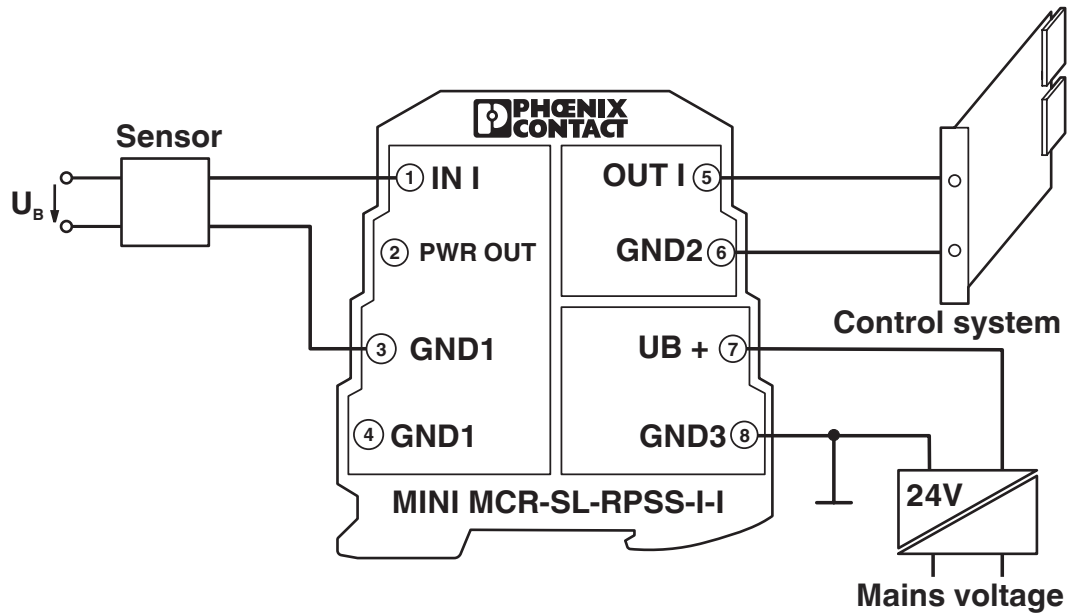 PHŒNIX
CONTACT
Sensor
U_B
1 IN I
OUT I 5
2 PWR OUT
GND2 6
Control system
3 GND1
UB + 7
4 GND1
GND3 8
24V
MINI MCR-SL-RPSS-I-I
Mains voltage